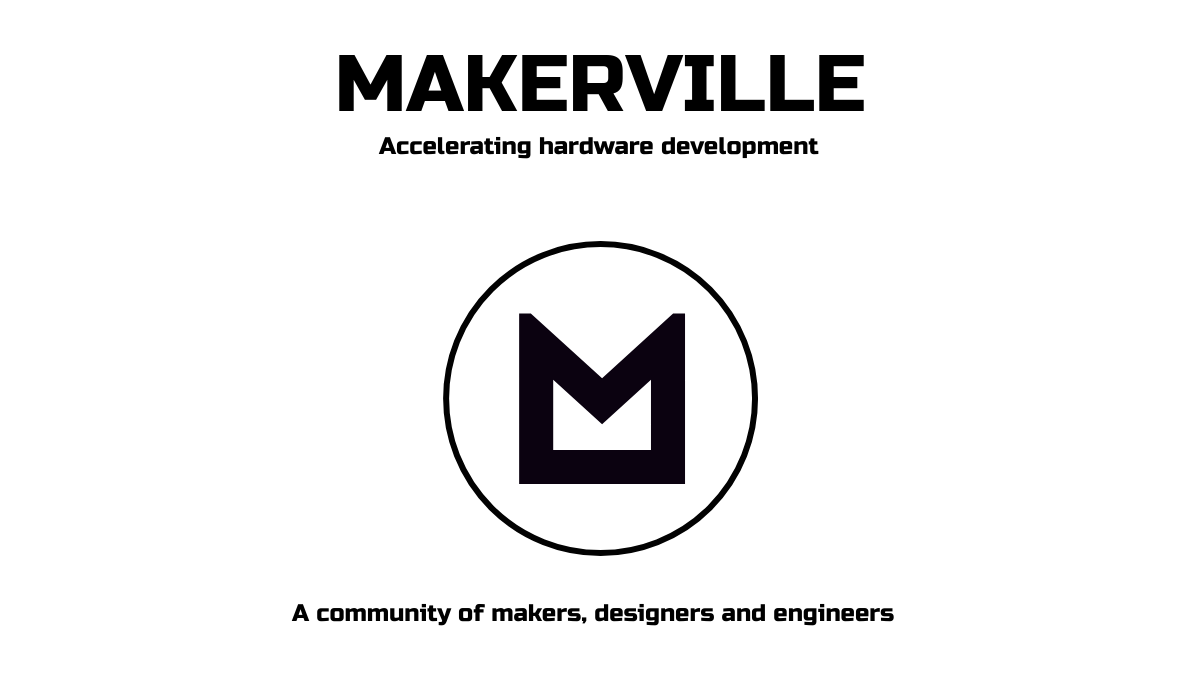 MAKERVILLE
Accelerating hardware development
A community of makers, designers and engineers